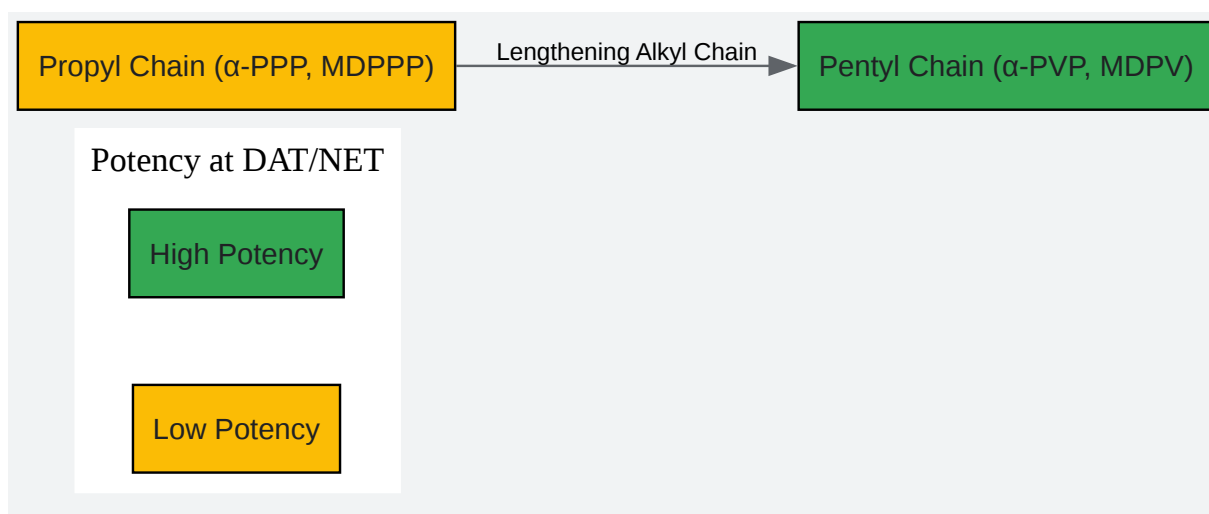 Propyl Chain (α-PPP, MDPPP)
Lengthening Alkyl Chain
Pentyl Chain (α-PVP, MDPV)
Potency at DAT/NET
High Potency
Low Potency